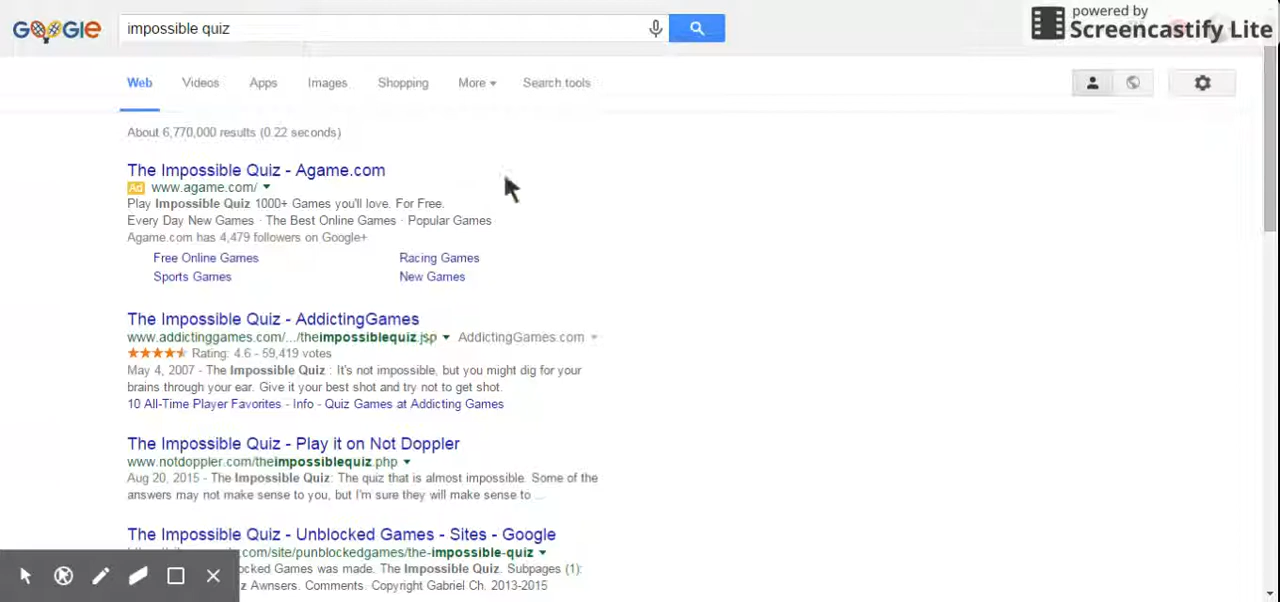 powered by
Screencastify Lite
Google
impossible quiz
Web Videos Apps Images Shopping More Search tools
About 6,770,000 results (0.22 seconds)
The Impossible Quiz - Agame.com
Ad www.agame.com/
Play Impossible Quiz 1000+ Games you'll love. For Free.
Every Day New Games · The Best Online Games · Popular Games
Agame.com has 4,479 followers on Google+
Free Online Games Racing Games
Sports Games New Games
The Impossible Quiz - AddictingGames
www.addictinggames.com/.../theimpossiblequiz.jsp AddictingGames.com
Rating: 4.6 - 59,419 votes
May 4, 2007 - The Impossible Quiz : It's not impossible, but you might dig for your
brains through your ear. Give it your best shot and try not to get shot.
10 All-Time Player Favorites - Info - Quiz Games at Addicting Games
The Impossible Quiz - Play it on Not Doppler
www.notdoppler.com/theimpossiblequiz.php
Aug 20, 2015 - The Impossible Quiz: The quiz that is almost impossible. Some of the
answers may not make sense to you, but I'm sure they will make sense to ...
The Impossible Quiz - Unblocked Games - Sites - Google
.com/site/punblockedgames/the-impossible-quiz
ocked Games was made. The Impossible Quiz. Subpages (1):
z Awnsers. Comments. Copyright Gabriel Ch. 2013-2015